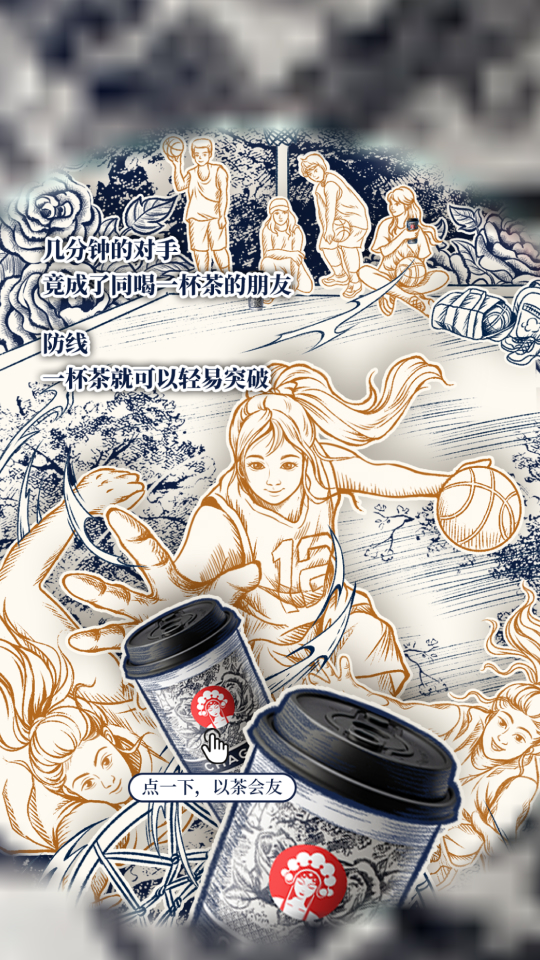 几分钟的对手
竟成了同喝一杯茶的朋友
防线
一杯茶就可以轻易突破
12
点一下，以茶会友